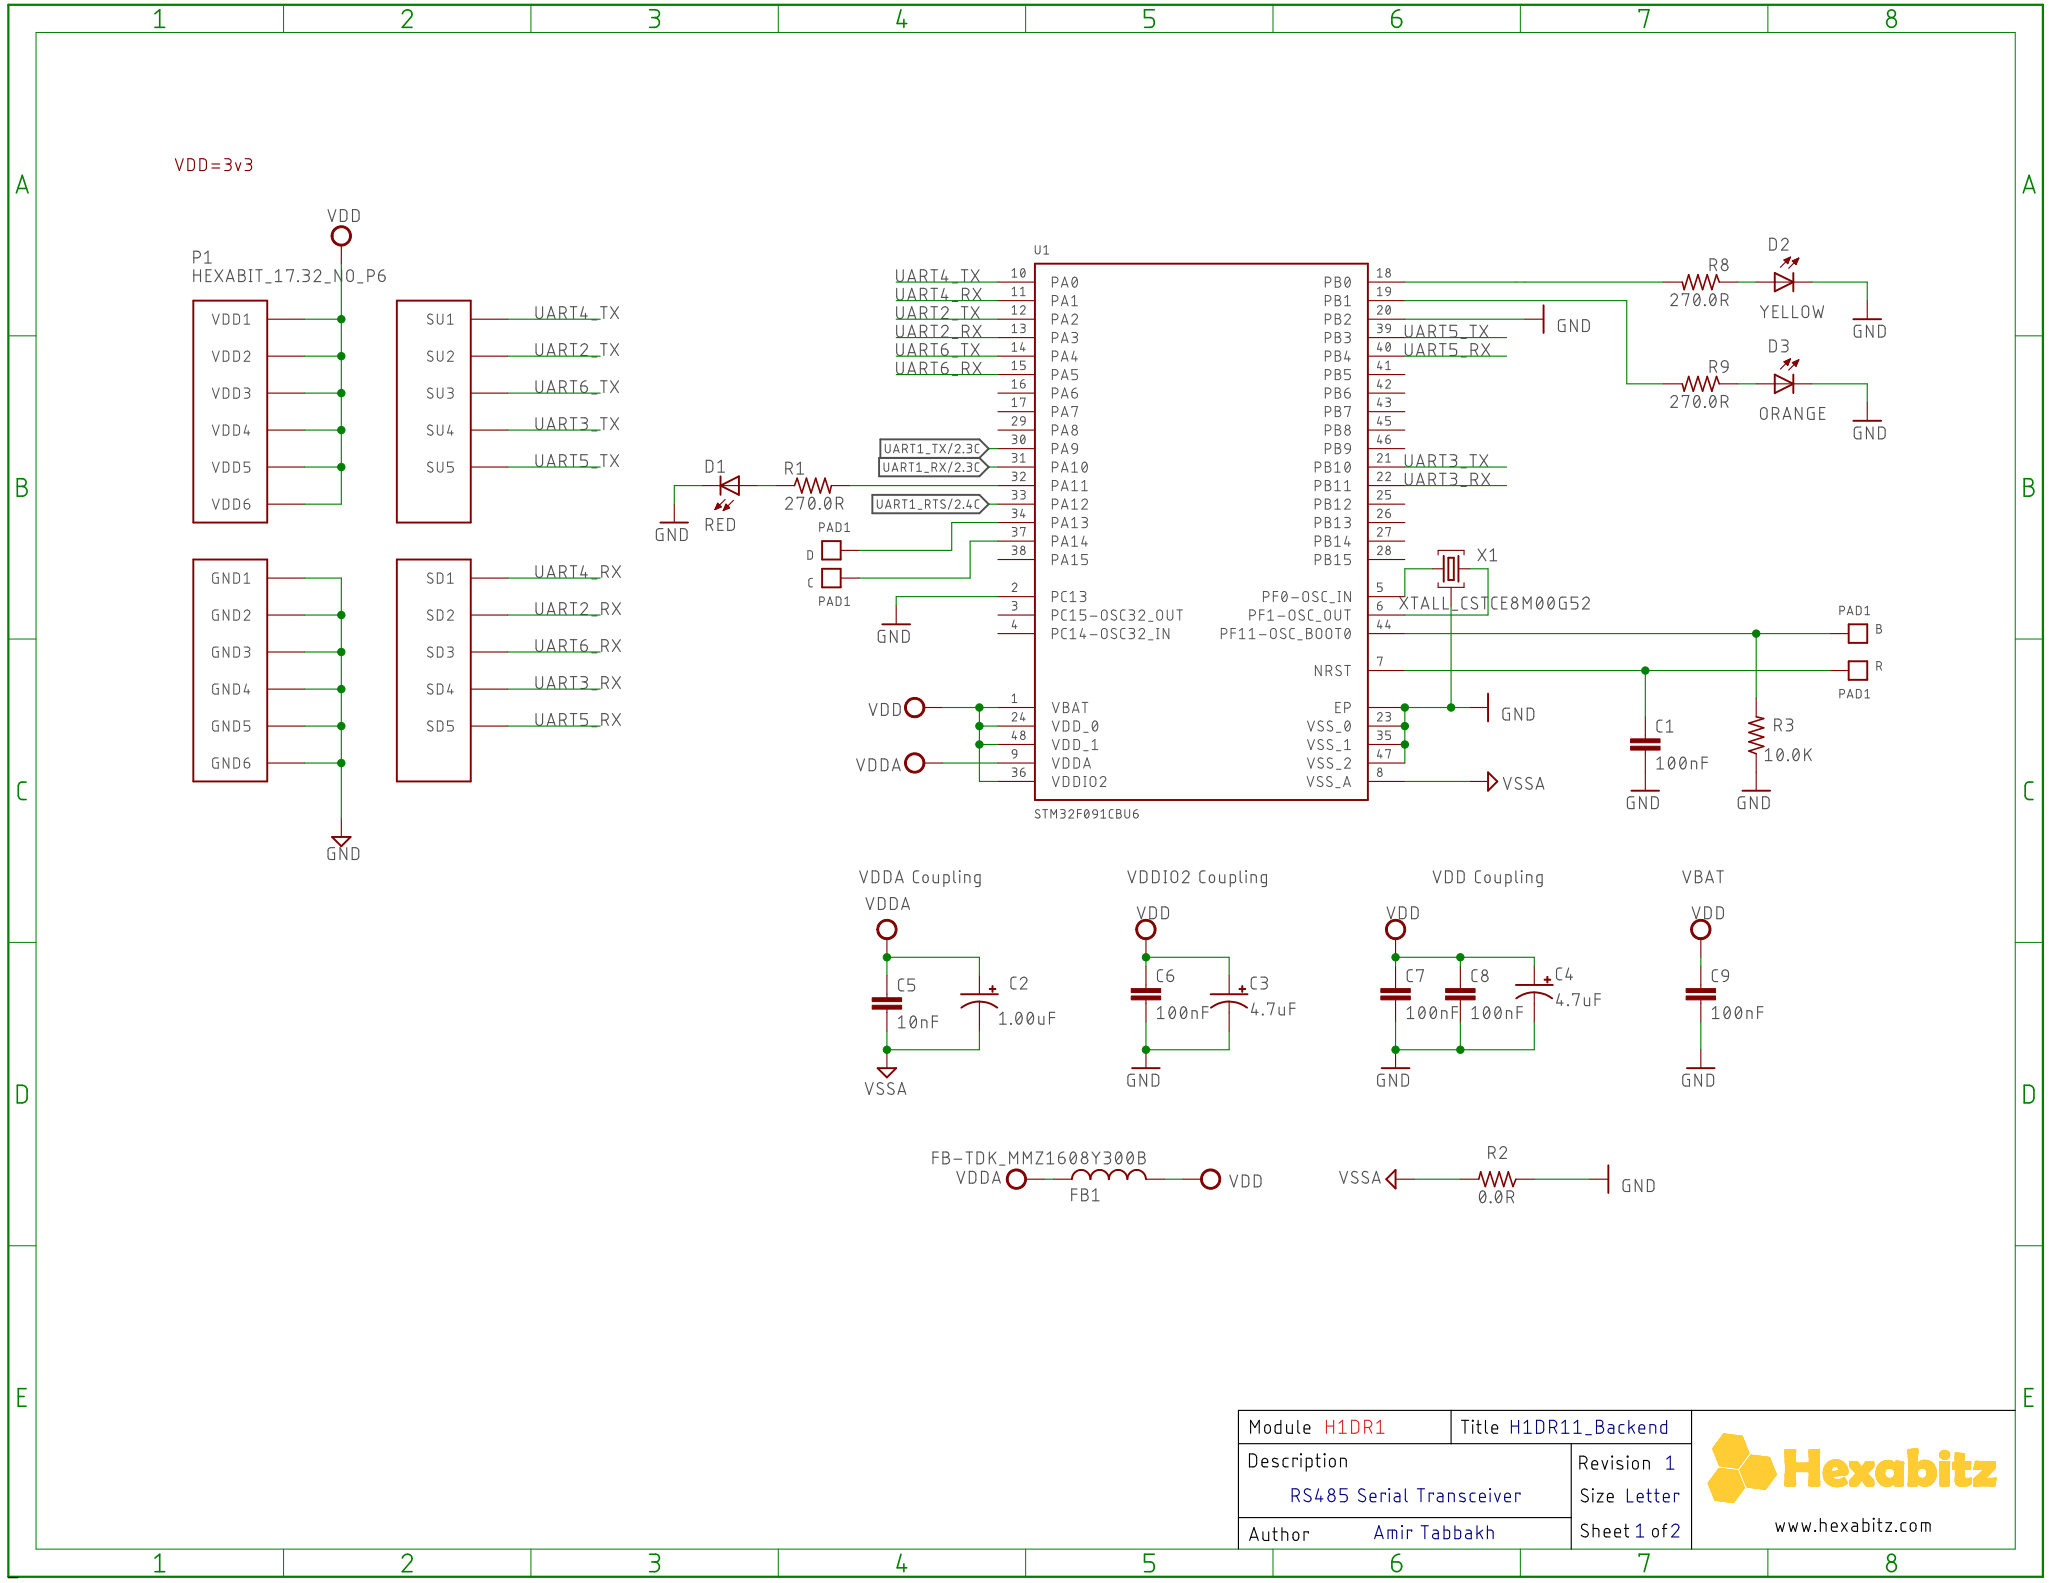 1 2 3 4 5 6 7 8
A A
B B
C C
D D
E E
VDD=3v3
VDD
P1
HEXABIT_17.32_NO_P6
VDD1
VDD2
VDD3
VDD4
VDD5
VDD6
SU1 UART4_TX
SU2 UART2_TX
SU3 UART6_TX
SU4 UART3_TX
SU5 UART5_TX
GND1
GND2
GND3
GND4
GND5
GND6
GND
SD1 UART4_RX
SD2 UART2_RX
SD3 UART6_RX
SD4 UART3_RX
SD5 UART5_RX
U1
UART4_TX 10 PA0
UART4_RX 11 PA1
UART2_TX 12 PA2
UART2_RX 13 PA3
UART6_TX 14 PA4
UART6_RX 15 PA5
16 PA6
17 PA7
29 PA8
UART1_TX/2.3C 30 PA9
UART1_RX/2.3C 31 PA10
32 PA11
UART1_RTS/2.4C 33 PA12
34 PA13
37 PA14
38 PA15
2 PC13
3 PC15-OSC32_OUT
4 PC14-OSC32_IN
1 VBAT
24 VDD_0
48 VDD_1
9 VDDA
36 VDDIO2
D1
RED
GND
R1
270.0R
PAD1
D
C
PAD1
GND
VDD
VDDA
PB0 18
PB1 19
PB2 20
PB3 39 UART5_TX
PB4 40 UART5_RX
PB5 41
PB6 42
PB7 43
PB8 45
PB9 46
PB10 21 UART3_TX
PB11 22 UART3_RX
PB12 25
PB13 26
PB14 27
PB15 28
PF0-OSC_IN 5
PF1-OSC_OUT 6
PF11-OSC_BOOT0 44
NRST 7
EP
VSS_0 23
VSS_1 35
VSS_2 47
VSS_A 8
STM32F091CBU6
GND
R8
270.0R
D2
YELLOW
GND
R9
270.0R
D3
ORANGE
GND
X1
XTALL_CSTCE8M00G52
GND
VSSA
PAD1
B
R
PAD1
C1
100nF
GND
R3
10.0K
GND
VDDA Coupling
VDDA
C5
10nF
C2
1.00uF
VSSA
VDDIO2 Coupling
VDD
C6
100nF
C3
4.7uF
GND
VDD Coupling
VDD
C7
100nF
C8
100nF
C4
4.7uF
GND
VBAT
VDD
C9
100nF
GND
FB-TDK_MMZ1608Y300B
VDDA
FB1
VDD
VSSA
R2
0.0R
GND
Module H1DR1
Title H1DR11_Backend
Description
RS485 Serial Transceiver
Author Amir Tabbakh
Revision 1
Size Letter
Sheet 1 of 2
Hexabitz
www.hexabitz.com
1 2 3 4 5 6 7 8